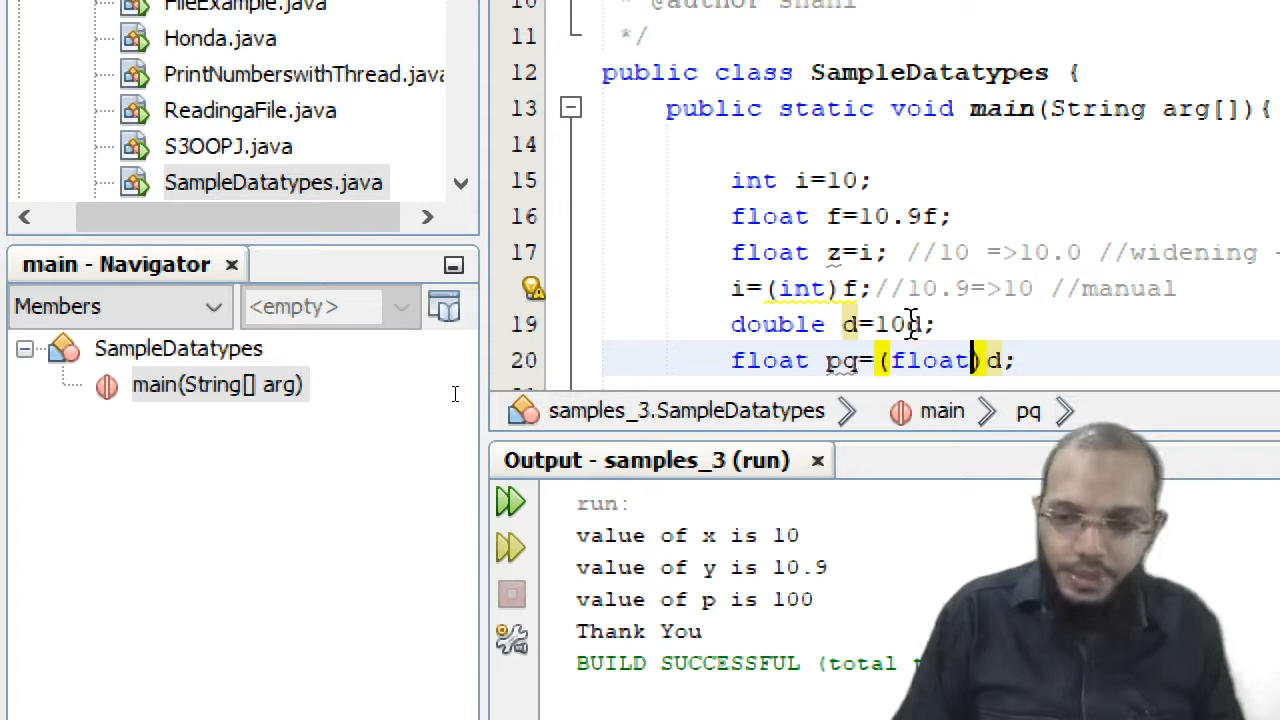 FileExample.java
Honda.java
PrintNumberswithThread.java
ReadingaFile.java
S3OOPJ.java
SampleDatatypes.java
main - Navigator
Members
<empty>
SampleDatatypes
main(String[] arg)
10 * @author shahi
11 */
12 public class SampleDatatypes {
13 public static void main(String arg[]){
14
15 int i=10;
16 float f=10.9f;
17 float z=i; //10 =>10.0 //widening -
i=(int)f;//10.9=>10 //manual
19 double d=10d;
20 float pq=(float)d;
samples_3.SampleDatatypes main pq
Output - samples_3 (run)
run:
value of x is 10
value of y is 10.9
value of p is 100
Thank You
BUILD SUCCESSFUL (total